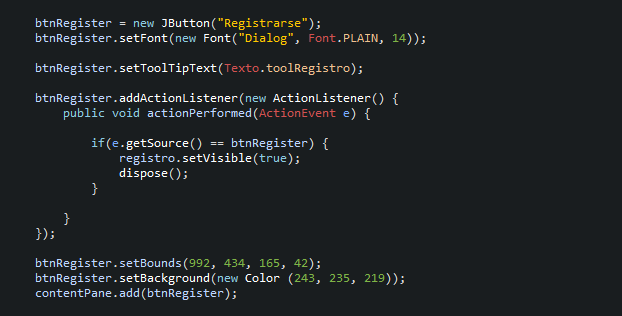 btnRegister = new JButton("Registrarse");
btnRegister.setFont(new Font("Dialog", Font.PLAIN, 14));
btnRegister.setToolTipText(Texto.toolRegistro);
btnRegister.addActionListener(new ActionListener() {
public void actionPerformed(ActionEvent e) {
if(e.getSource() == btnRegister) {
registro.setVisible(true);
dispose();
}
}
});
btnRegister.setBounds(992, 434, 165, 42);
btnRegister.setBackground(new Color (243, 235, 219));
contentPane.add(btnRegister);